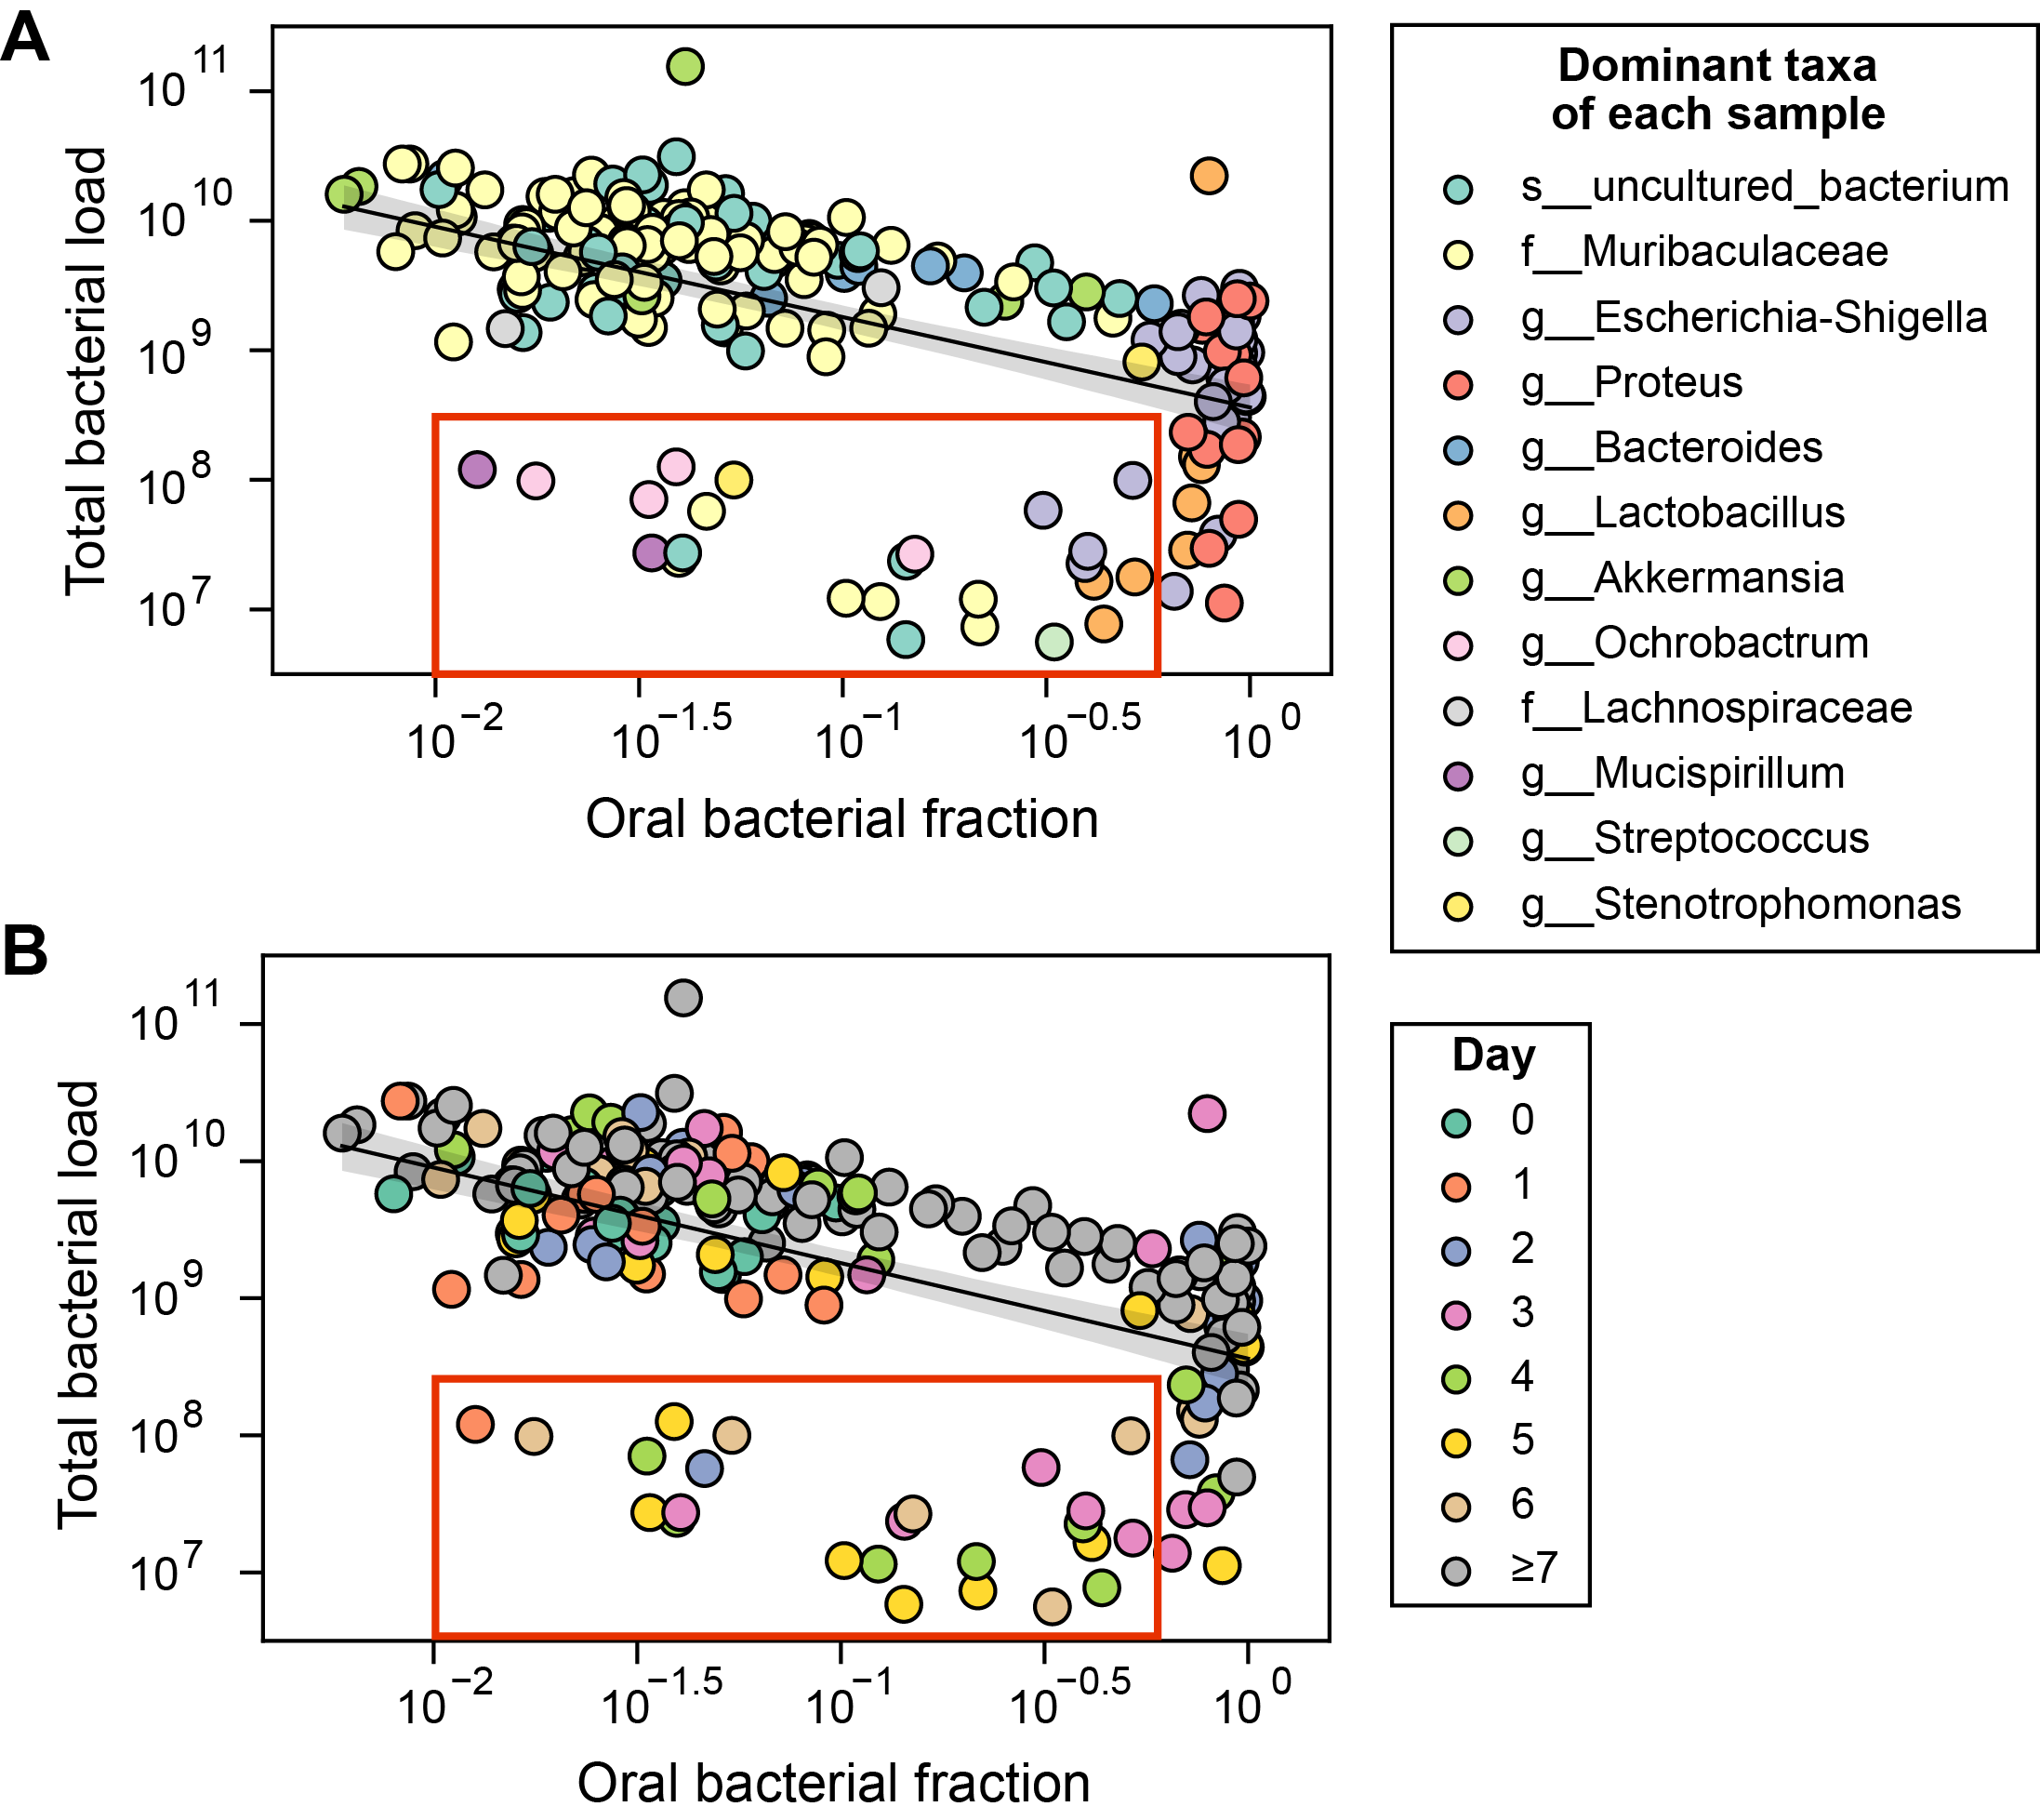 A
Total bacterial load
10^11
10^10
10^9
10^8
10^7
10^−2
10^−1.5
10^−1
10^−0.5
10^0
Oral bacterial fraction
Dominant taxa
of each sample
s__uncultured_bacterium
f__Muribaculaceae
g__Escherichia-Shigella
g__Proteus
g__Bacteroides
g__Lactobacillus
g__Akkermansia
g__Ochrobactrum
f__Lachnospiraceae
g__Mucispirillum
g__Streptococcus
g__Stenotrophomonas
B
Total bacterial load
10^11
10^10
10^9
10^8
10^7
10^−2
10^−1.5
10^−1
10^−0.5
10^0
Oral bacterial fraction
Day
0
1
2
3
4
5
6
≥7